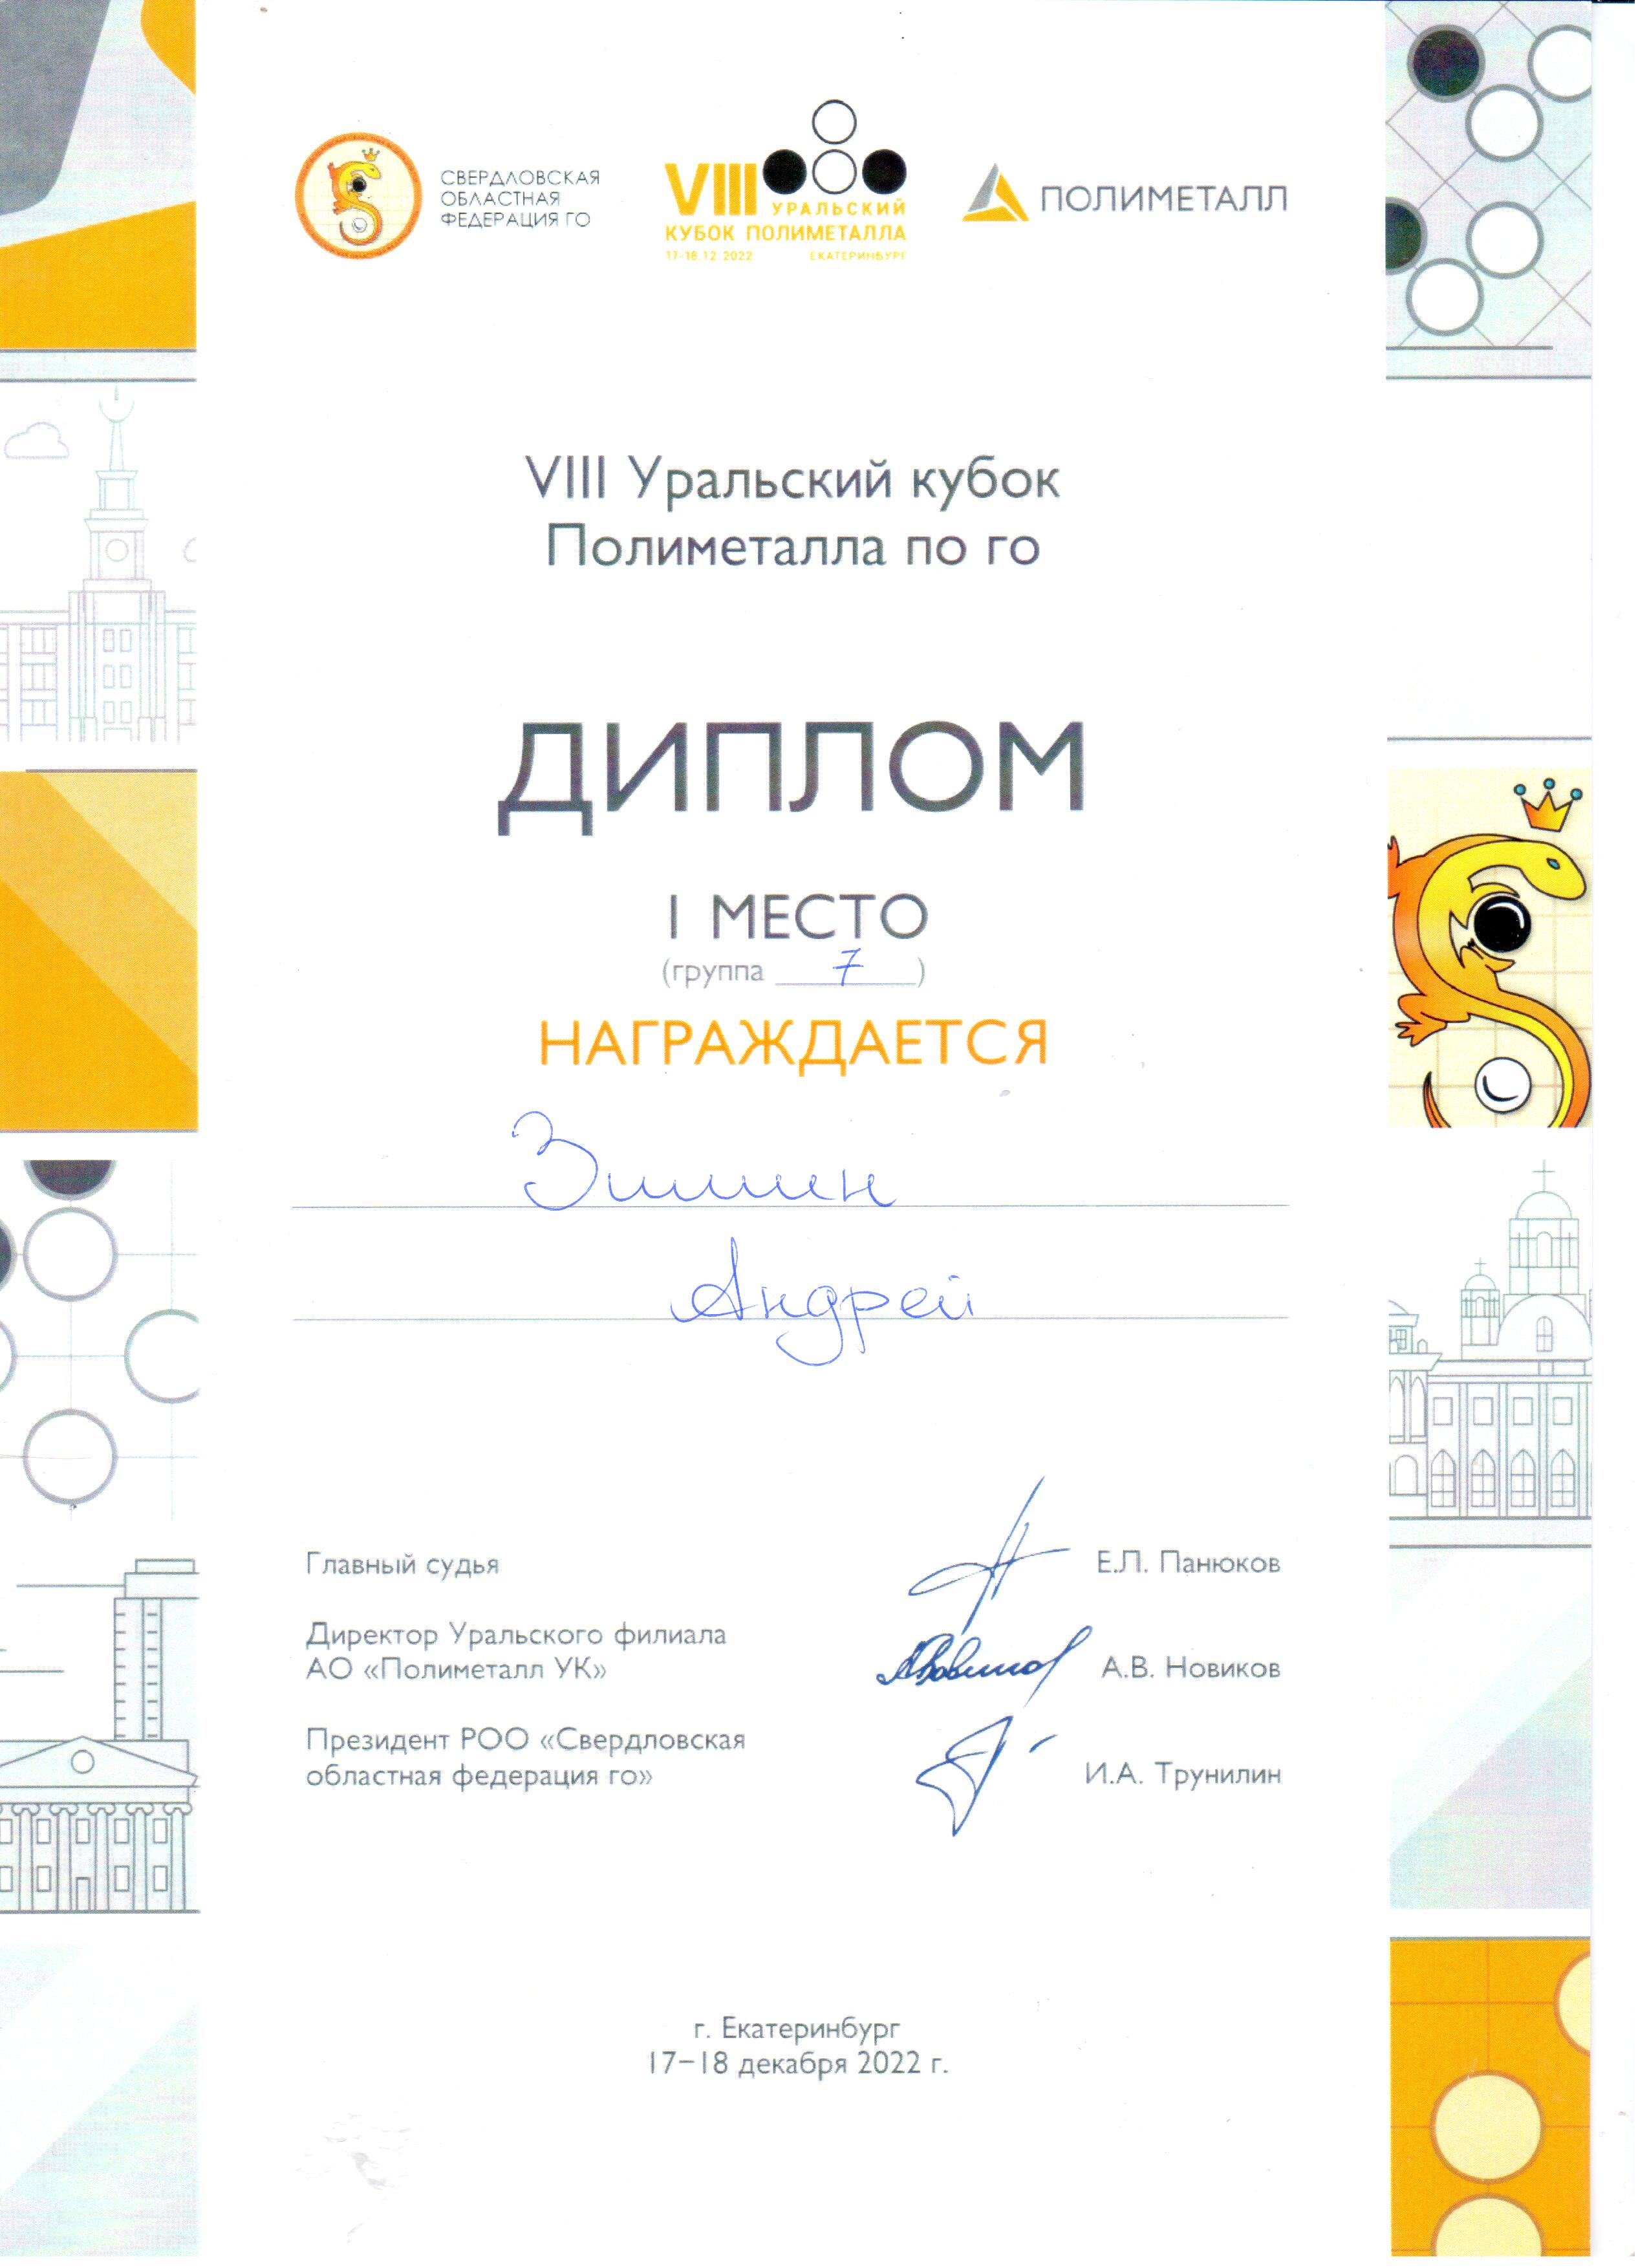 СВЕРДЛОВСКАЯ
ОБЛАСТНАЯ
ФЕДЕРАЦИЯ ГО
VIII
УРАЛЬСКИЙ
КУБОК ПОЛИМЕТАЛЛА
17-18.12.2022 ЕКАТЕРИНБУРГ
ПОЛИМЕТАЛЛ
VIII Уральский кубок
Полиметалла по го
ДИПЛОМ
I МЕСТО
(группа 7)
НАГРАЖДАЕТСЯ
Зимин
Андрей
Главный судья Е.Л. Панюков
Директор Уральского филиала
АО «Полиметалл УК» А.В. Новиков
Президент РОО «Свердловская
областная федерация го» И.А. Трунилин
г. Екатеринбург
17–18 декабря 2022 г.